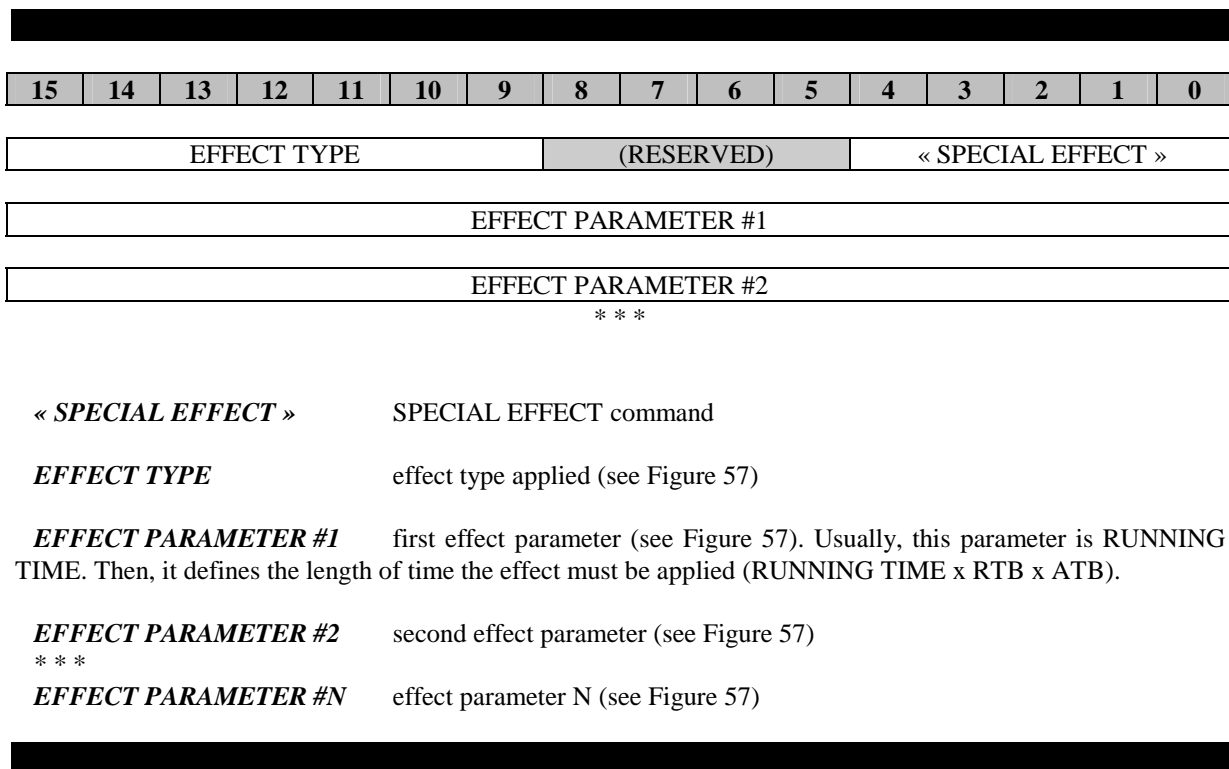 15 14 13 12 11 10 9 8 7 6 5 4 3 2 1 0
EFFECT TYPE (RESERVED) « SPECIAL EFFECT »
EFFECT PARAMETER #1
EFFECT PARAMETER #2
* * *
« SPECIAL EFFECT » SPECIAL EFFECT command
EFFECT TYPE effect type applied (see Figure 57)
EFFECT PARAMETER #1 first effect parameter (see Figure 57). Usually, this parameter is RUNNING
TIME. Then, it defines the length of time the effect must be applied (RUNNING TIME x RTB x ATB).
EFFECT PARAMETER #2 second effect parameter (see Figure 57)
* * *
EFFECT PARAMETER #N effect parameter N (see Figure 57)